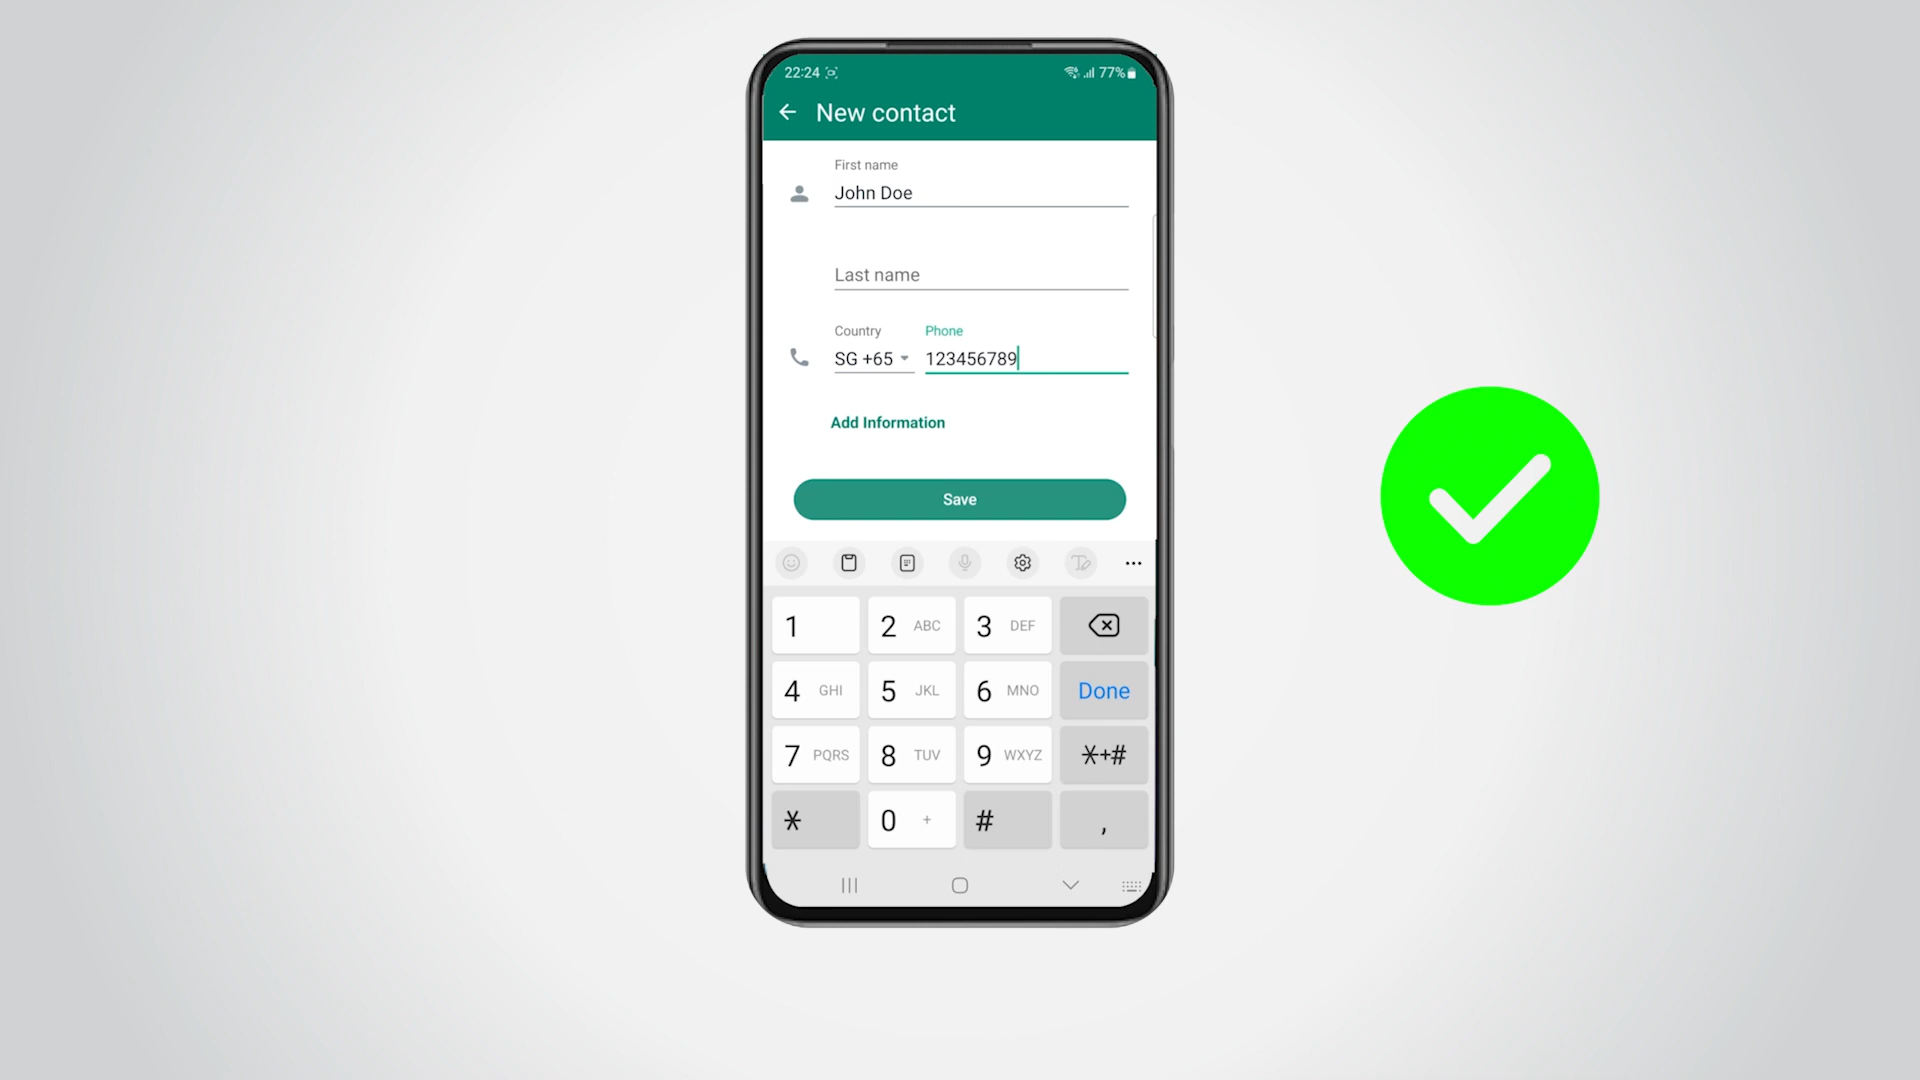 22:24 77%
New contact
First name
John Doe
Last name
Country Phone
SG +65 123456789
Add Information
Save
1 2 ABC 3 DEF
4 GHI 5 JKL 6 MNO Done
7 PQRS 8 TUV 9 WXYZ *+#
* 0 + # ,